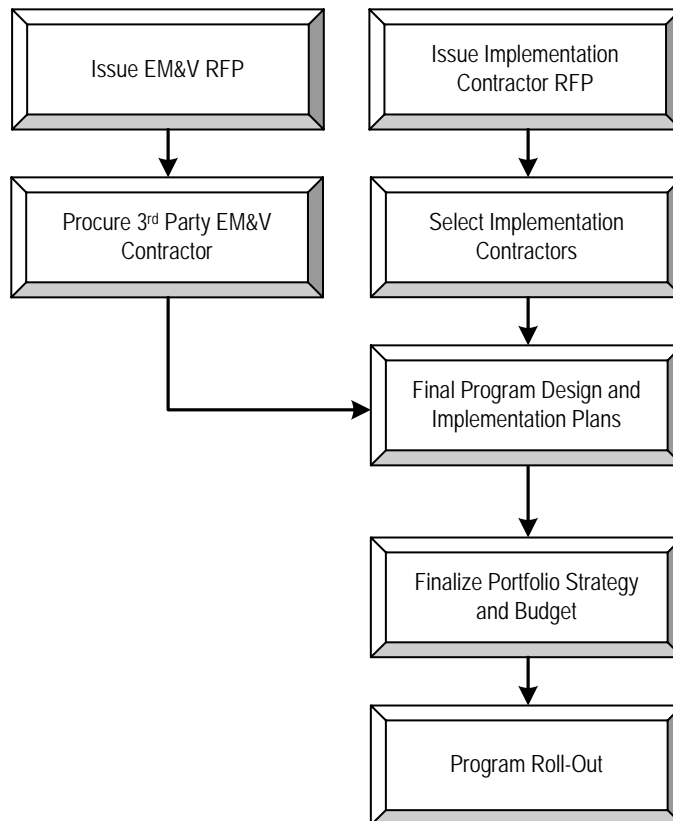 Issue EM&V RFP
Issue Implementation
Contractor RFP
Procure 3rd Party EM&V
Contractor
Select Implementation
Contractors
Final Program Design and
Implementation Plans
Finalize Portfolio Strategy
and Budget
Program Roll-Out